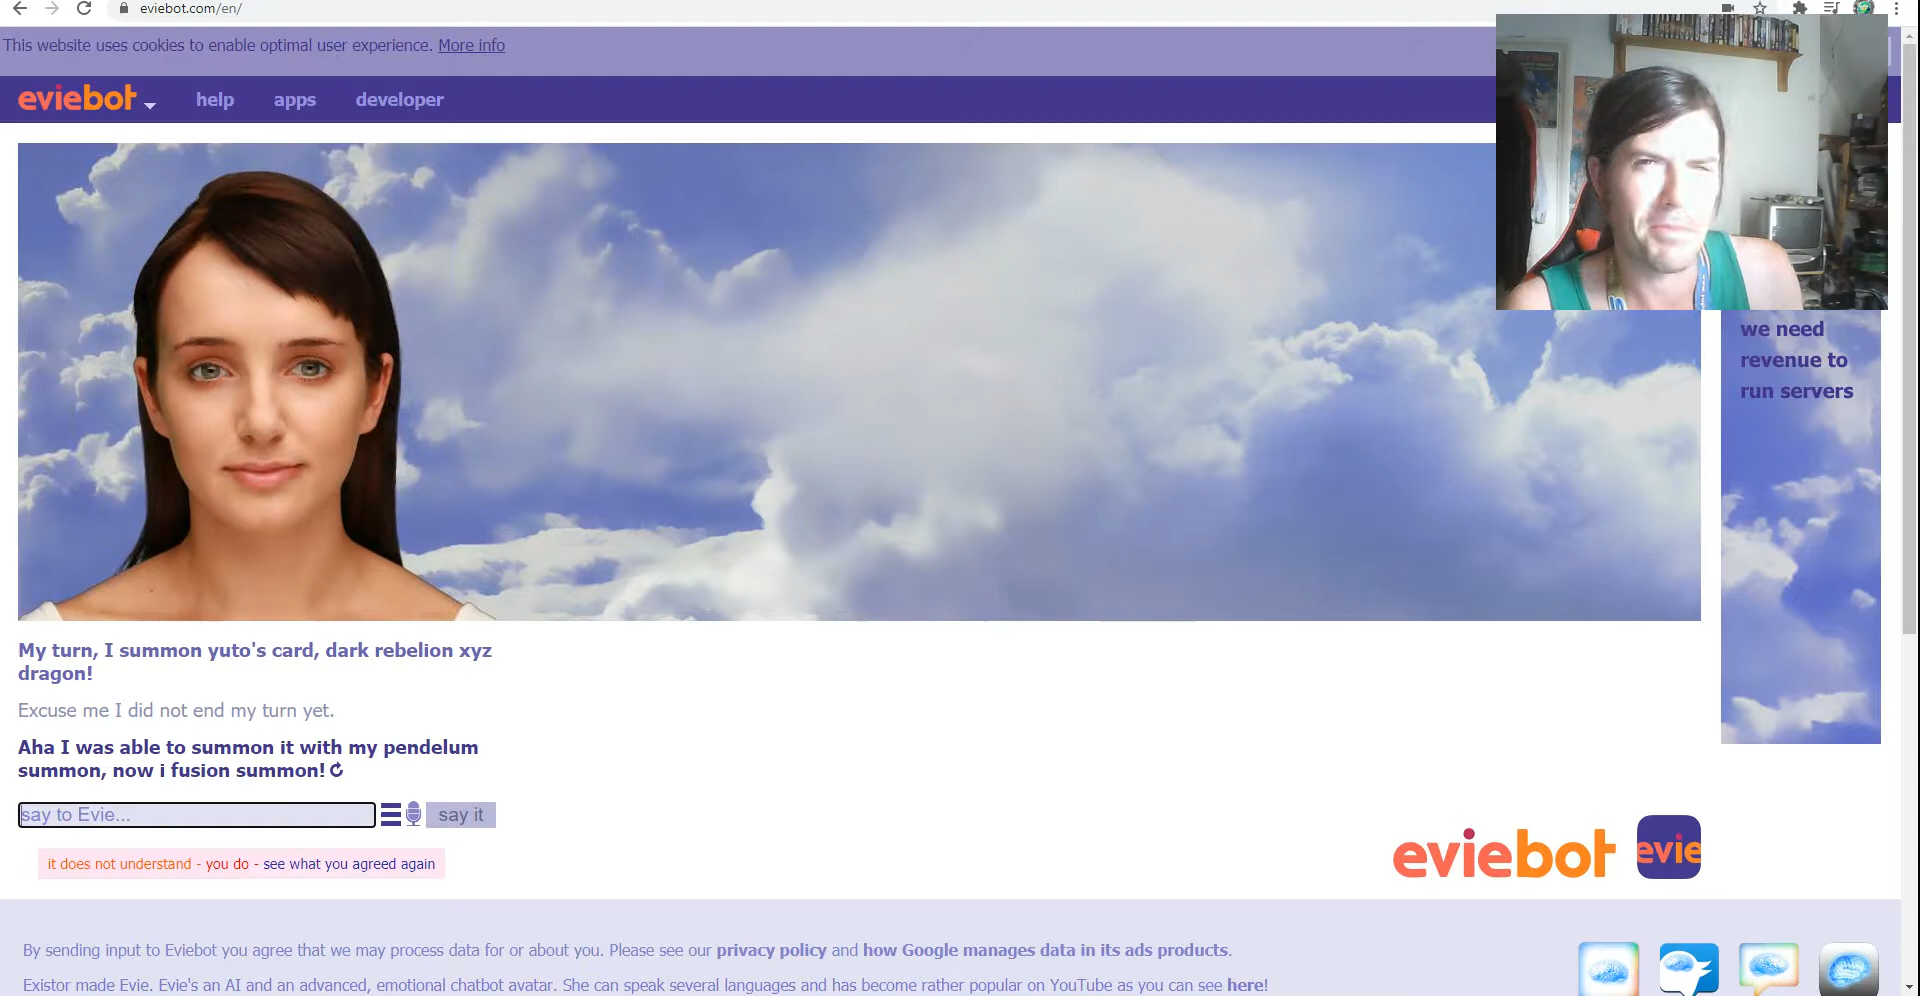 eviebot.com/en/
This website uses cookies to enable optimal user experience. More info
eviebot
help
apps
developer
we need
revenue to
run servers
My turn, I summon yuto's card, dark rebelion xyz
dragon!
Excuse me I did not end my turn yet.
Aha I was able to summon it with my pendelum
summon, now i fusion summon!
say to Evie...
say it
it does not understand - you do - see what you agreed again
eviebot
evie
By sending input to Eviebot you agree that we may process data for or about you. Please see our privacy policy and how Google manages data in its ads products.
Existor made Evie. Evie's an AI and an advanced, emotional chatbot avatar. She can speak several languages and has become rather popular on YouTube as you can see here!